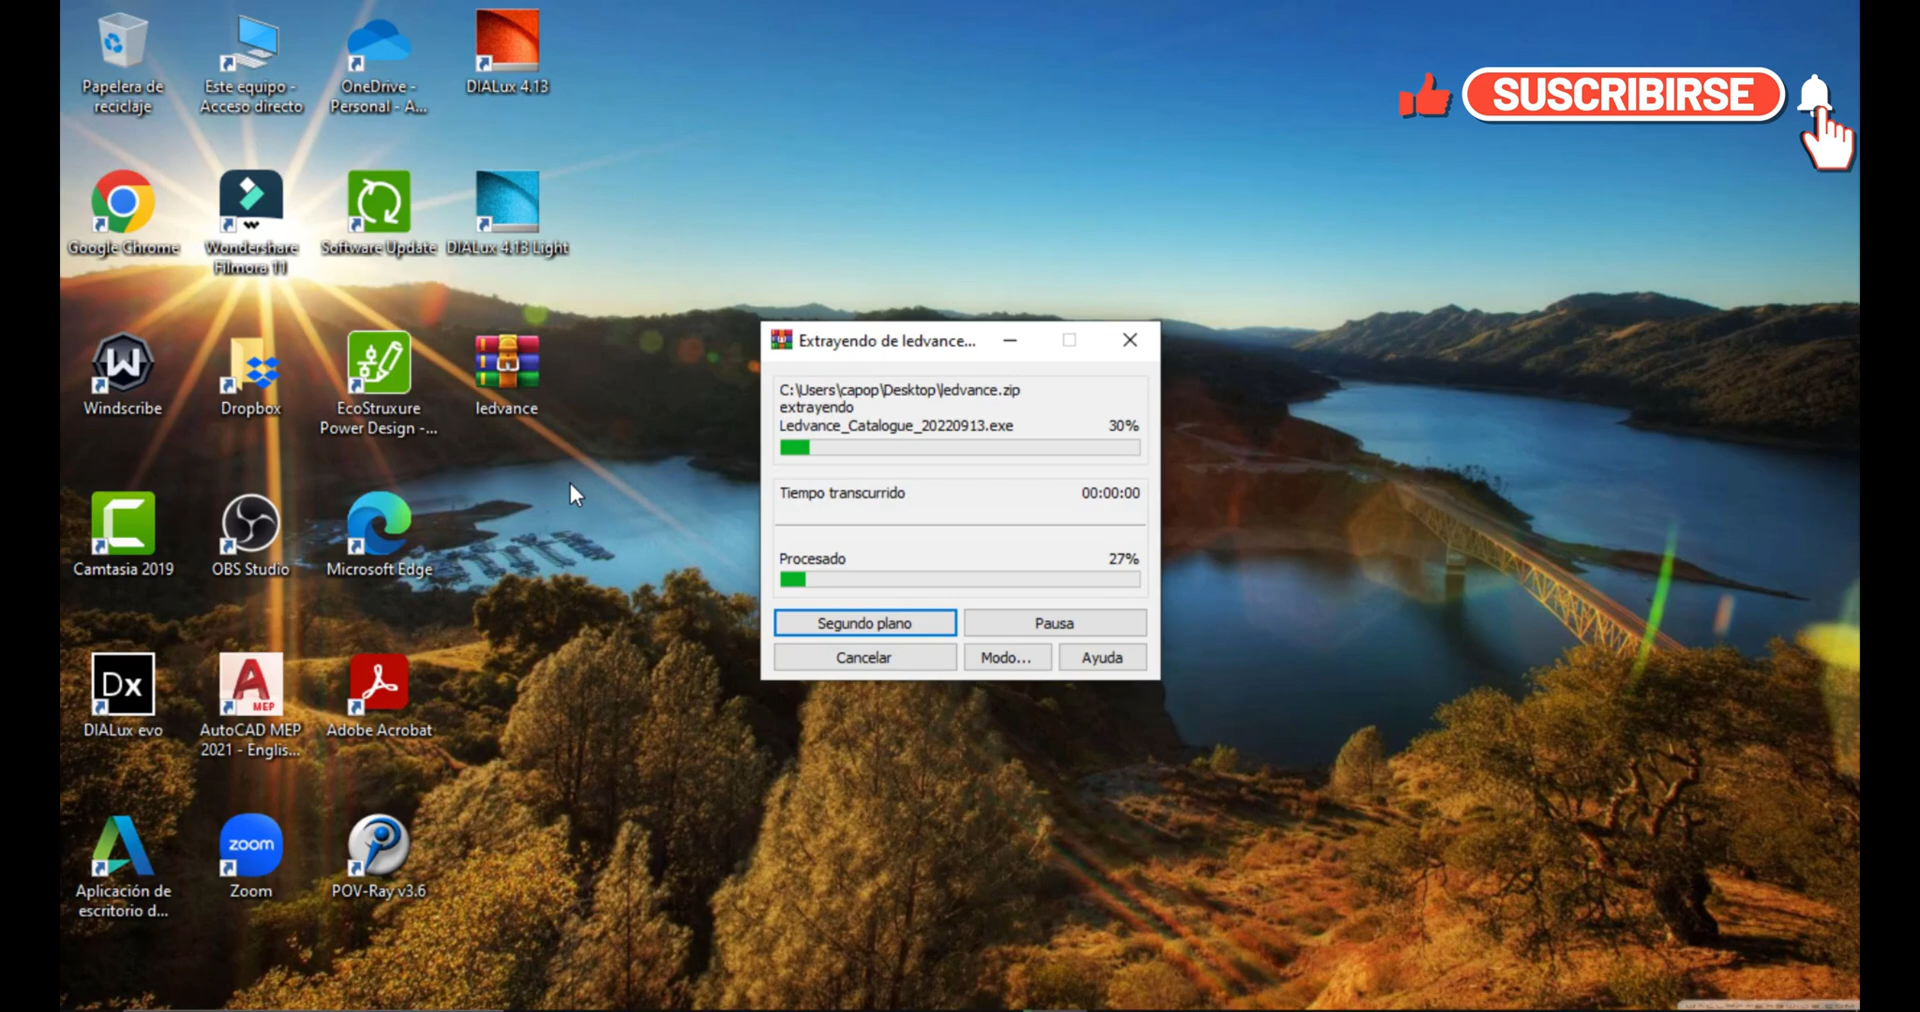 Papelera de
reciclaje
Este equipo -
Acceso directo
OneDrive -
Personal - A...
DIALux 4.13
SUSCRIBIRSE
Google Chrome
Wondershare
Filmora 11
Software Update
DIALux 4.13 Light
Windscribe
Dropbox
EcoStruxure
Power Design -...
ledvance
Extrayendo de ledvance...
C:\Users\capop\Desktop\ledvance.zip
extrayendo
Ledvance_Catalogue_20220913.exe 30%
Tiempo transcurrido 00:00:00
Procesado 27%
Segundo plano Pausa
Cancelar Modo... Ayuda
Camtasia 2019
OBS Studio
Microsoft Edge
Dx
DIALux evo
A
MEP
AutoCAD MEP
2021 - Englis...
Adobe Acrobat
Aplicación de
escritorio d...
zoom
Zoom
POV-Ray v3.6